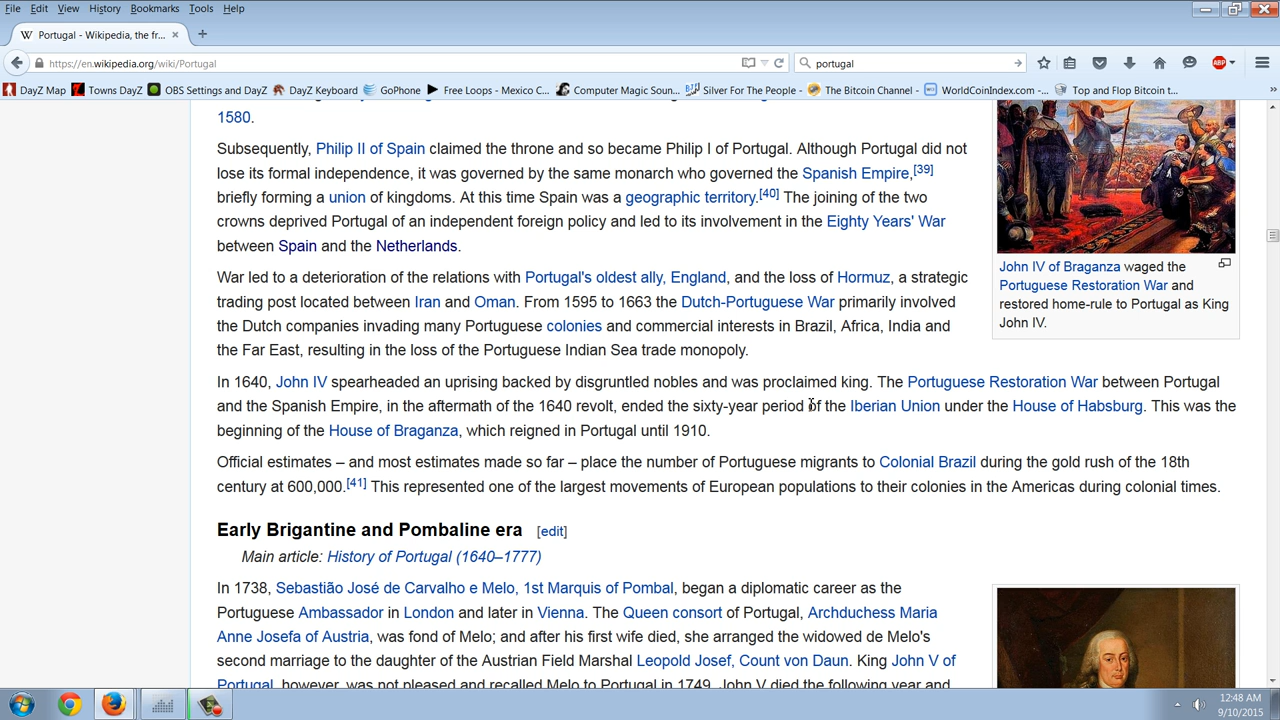 File Edit View History Bookmarks Tools Help
W Portugal - Wikipedia, the fr... × +
https://en.wikipedia.org/wiki/Portugal
portugal
ABP
DayZ Map Towns DayZ OBS Settings and DayZ DayZ Keyboard GoPhone Free Loops - Mexico C... Computer Magic Soun... Silver For The People - ... The Bitcoin Channel - ... WorldCoinIndex.com -... Top and Flop Bitcoin t... »
1580.
Subsequently, Philip II of Spain claimed the throne and so became Philip I of Portugal. Although Portugal did not
lose its formal independence, it was governed by the same monarch who governed the Spanish Empire,[39]
briefly forming a union of kingdoms. At this time Spain was a geographic territory.[40] The joining of the two
crowns deprived Portugal of an independent foreign policy and led to its involvement in the Eighty Years' War
between Spain and the Netherlands.
War led to a deterioration of the relations with Portugal's oldest ally, England, and the loss of Hormuz, a strategic
trading post located between Iran and Oman. From 1595 to 1663 the Dutch-Portuguese War primarily involved
the Dutch companies invading many Portuguese colonies and commercial interests in Brazil, Africa, India and
the Far East, resulting in the loss of the Portuguese Indian Sea trade monopoly.
John IV of Braganza waged the
Portuguese Restoration War and
restored home-rule to Portugal as King
John IV.
In 1640, John IV spearheaded an uprising backed by disgruntled nobles and was proclaimed king. The Portuguese Restoration War between Portugal
and the Spanish Empire, in the aftermath of the 1640 revolt, ended the sixty-year period of the Iberian Union under the House of Habsburg. This was the
beginning of the House of Braganza, which reigned in Portugal until 1910.
Official estimates – and most estimates made so far – place the number of Portuguese migrants to Colonial Brazil during the gold rush of the 18th
century at 600,000.[41] This represented one of the largest movements of European populations to their colonies in the Americas during colonial times.
Early Brigantine and Pombaline era [edit]
Main article: History of Portugal (1640–1777)
In 1738, Sebastião José de Carvalho e Melo, 1st Marquis of Pombal, began a diplomatic career as the
Portuguese Ambassador in London and later in Vienna. The Queen consort of Portugal, Archduchess Maria
Anne Josefa of Austria, was fond of Melo; and after his first wife died, she arranged the widowed de Melo's
second marriage to the daughter of the Austrian Field Marshal Leopold Josef, Count von Daun. King John V of
Portugal, however, was not pleased and recalled Melo to Portugal in 1749. John V died the following year and
12:48 AM
9/10/2015